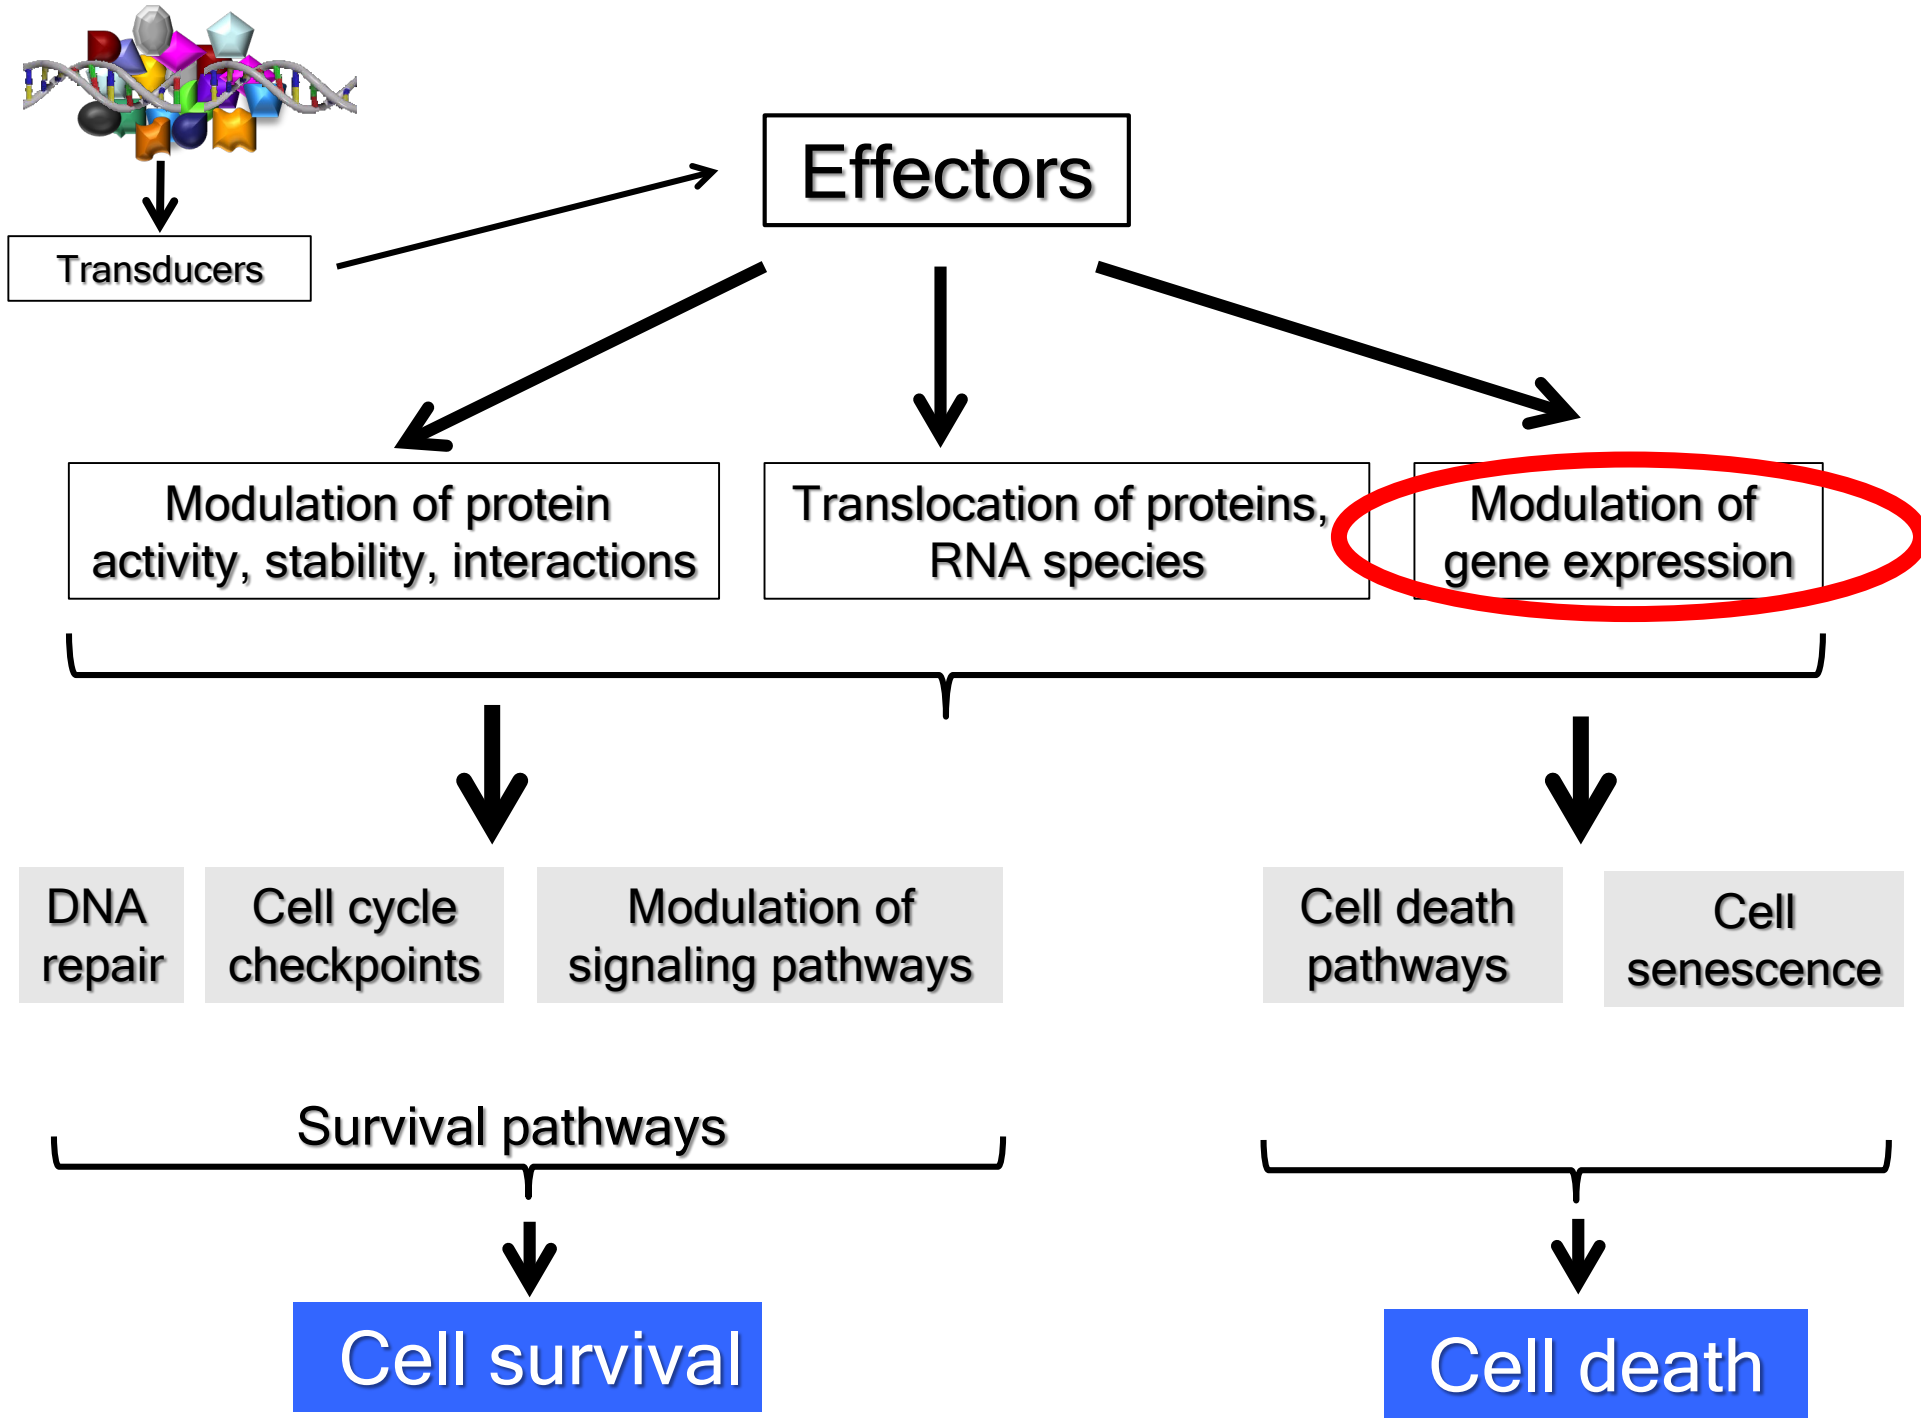 Effectors
Transducers
Modulation of protein
activity, stability, interactions
Translocation of proteins,
RNA species
Modulation of
gene expression
DNA
repair
Cell cycle
checkpoints
Modulation of
signaling pathways
Cell death
pathways
Cell
senescence
Survival pathways
Cell survival
Cell death